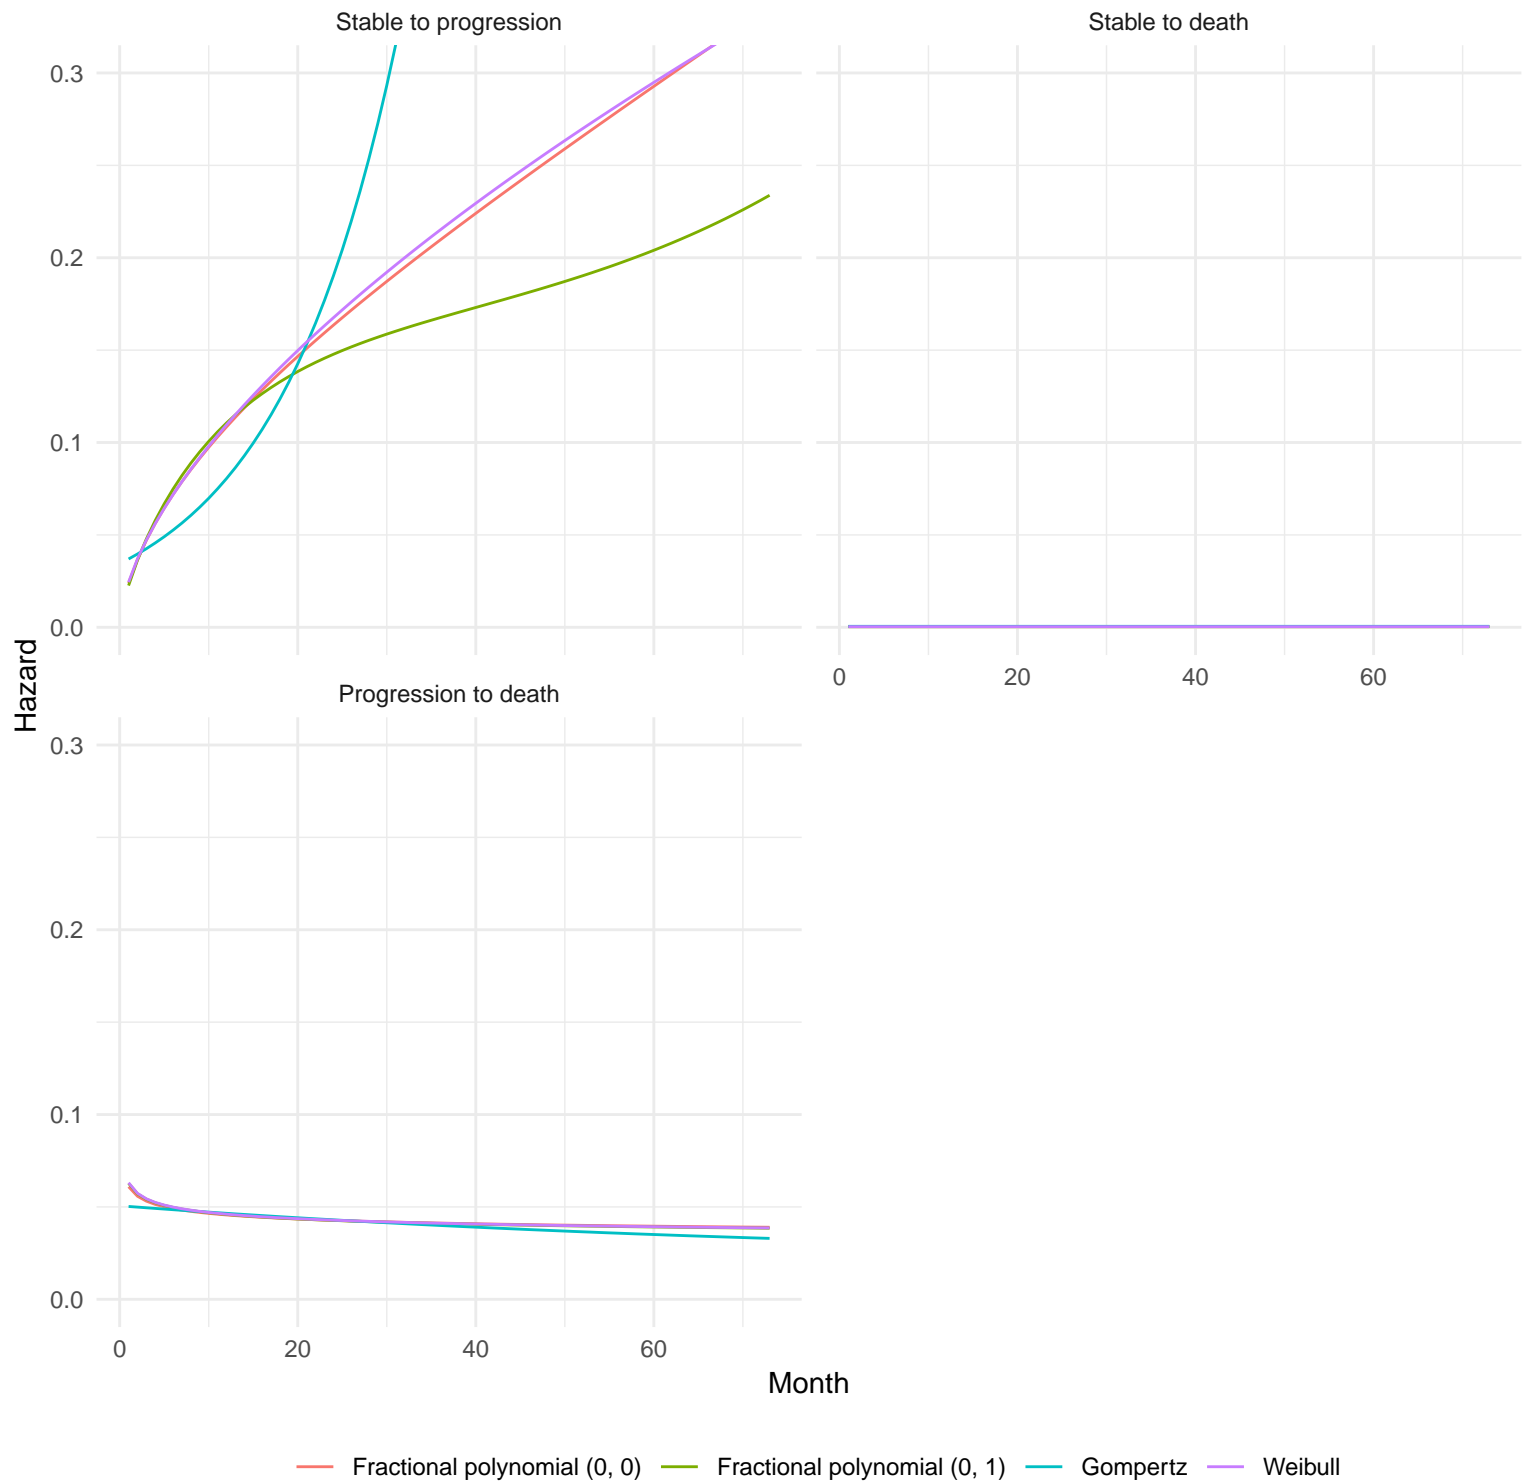 Stable to progression
Stable to death
0.3
0.2
0.1
0.0
0 20 40 60
Progression to death
Hazard
0.3
0.2
0.1
0.0
0 20 40 60
Month
Fractional polynomial (0, 0) Fractional polynomial (0, 1) Gompertz Weibull